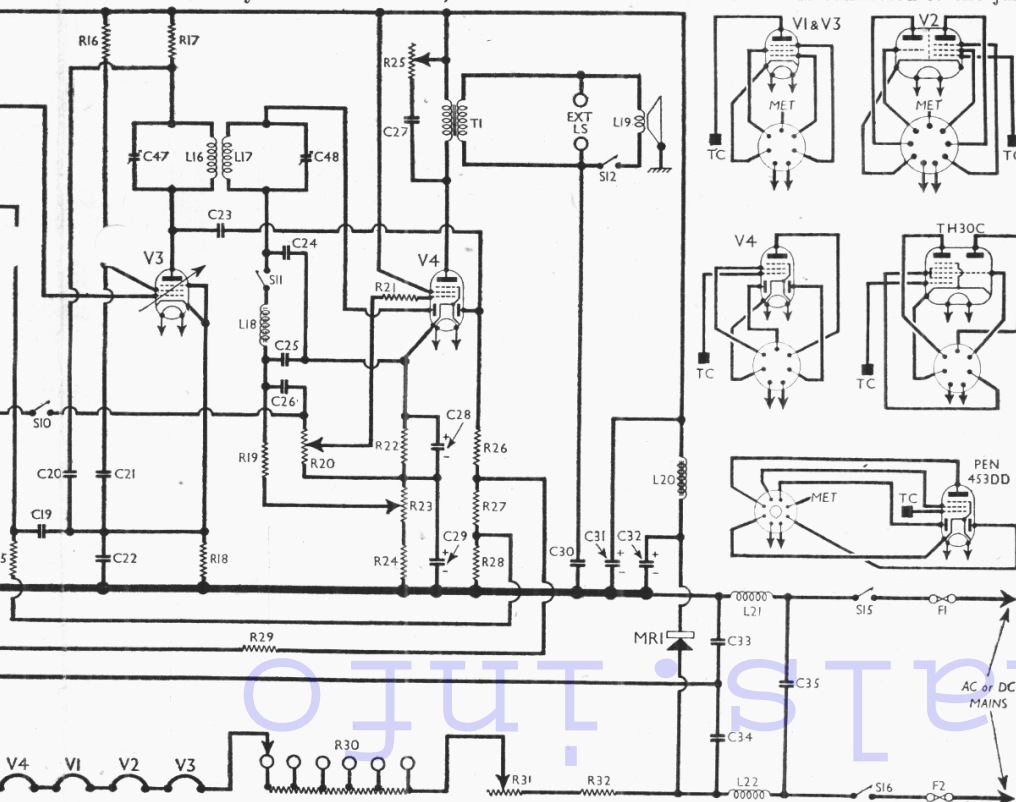 R16
R17
R25
C27
T1
EXT
LS
L19
S12
C47
L16
L17
C48
C23
C24
V3
V4
S11
R21
L18
C25
C26
S10
C28
R19
R20
R22
R26
C20
C21
R23
R27
C19
C22
R18
R24
C29
R28
C30
C31
C32
L20
L21
S15
F1
MR1
C33
C35
AC or DC
MAINS
R29
C34
V4
V1
V2
V3
R30
R31
R32
L22
S16
F2
V1&V3
MET
TC
V2
MET
TC
V4
TC
TH30C
TC
PEN
453DD
MET
TC
+
−
+
−
+
−
+
−